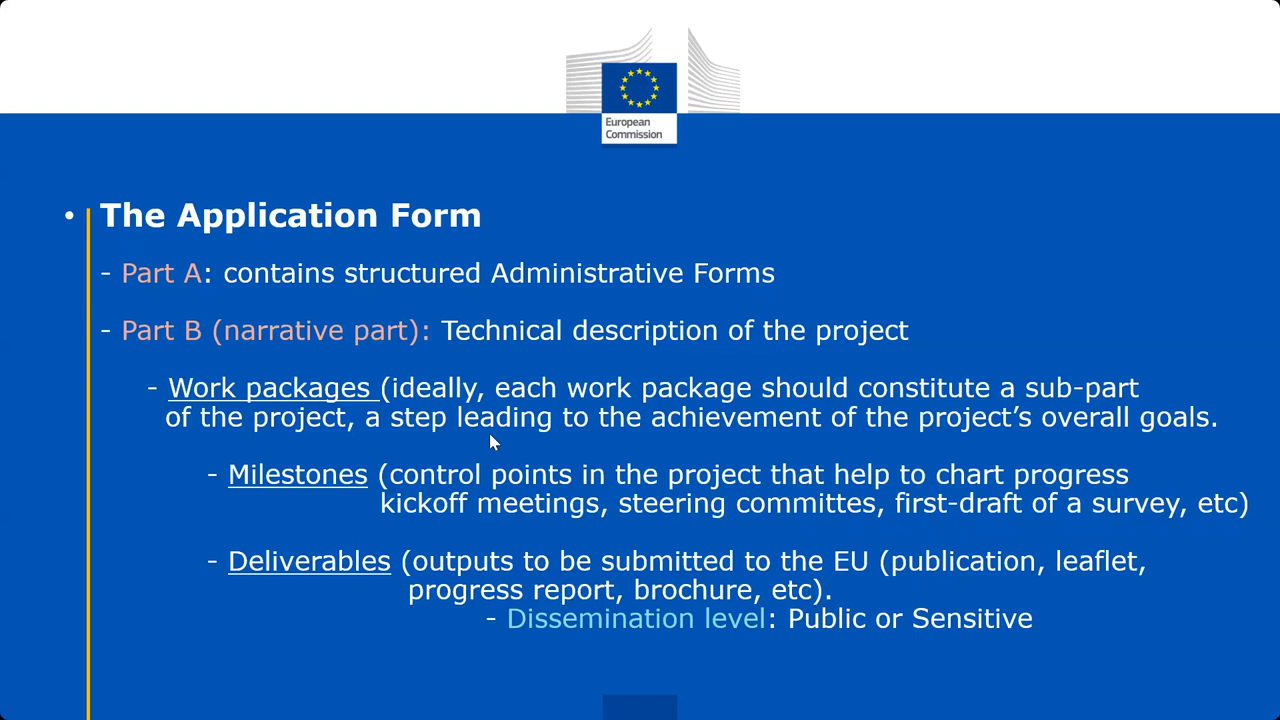 European
Commission
• The Application Form
- Part A: contains structured Administrative Forms
- Part B (narrative part): Technical description of the project
- Work packages (ideally, each work package should constitute a sub-part
of the project, a step leading to the achievement of the project’s overall goals.
- Milestones (control points in the project that help to chart progress
kickoff meetings, steering committes, first-draft of a survey, etc)
- Deliverables (outputs to be submitted to the EU (publication, leaflet,
progress report, brochure, etc).
- Dissemination level: Public or Sensitive